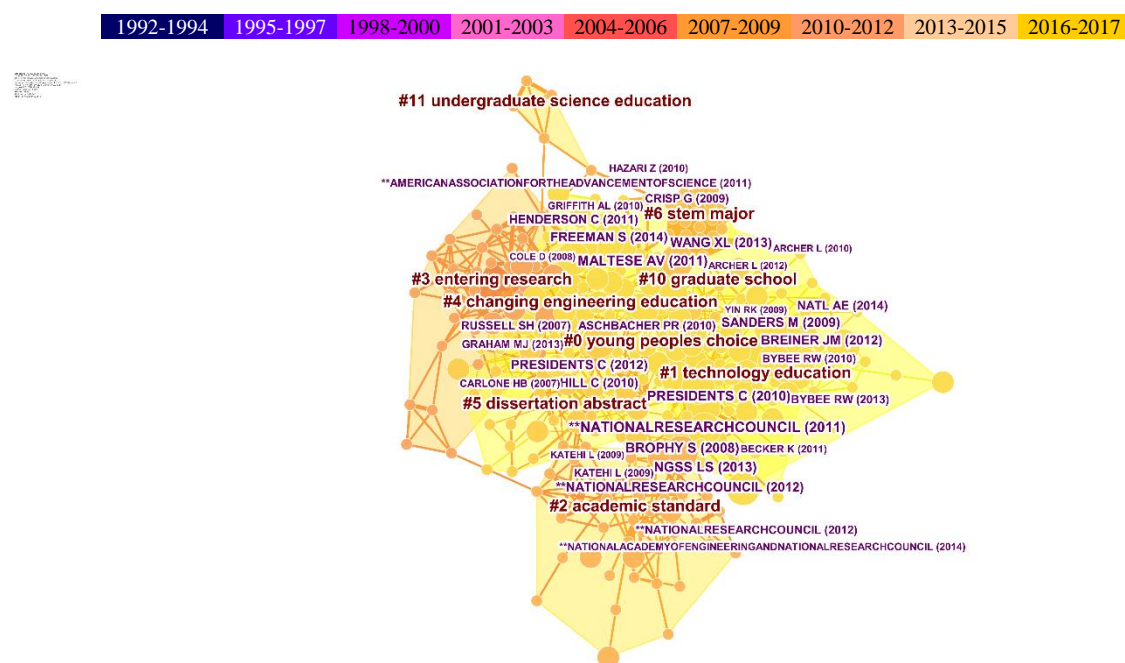 1992-1994 1995-1997 1998-2000 2001-2003 2004-2006 2007-2009 2010-2012 2013-2015 2016-2017
#11 undergraduate science education
HAZARI Z (2010)
**AMERICANASSOCIATIONFORTHEADVANCEMENTOFSCIENCE (2011)
CRISP G (2009)
GRIFFITH AL (2010)
#6 stem major
HENDERSON C (2011)
FREEMAN S (2014)
WANG XL (2013)
ARCHER L (2010)
COLE D (2008)
MALTESE AV (2011)
ARCHER L (2012)
#3 entering research
#10 graduate school
#4 changing engineering education
NATL AE (2014)
YIN RK (2009)
RUSSELL SH (2007)
ASCHBACHER PR (2010)
SANDERS M (2009)
GRAHAM MJ (2013)
#0 young peoples choice
BREINER JM (2012)
BYBEE RW (2010)
PRESIDENTS C (2012)
#1 technology education
CARLONE HB (2007)
HILL C (2010)
#5 dissertation abstract
PRESIDENTS C (2010)
BYBEE RW (2013)
**NATIONALRESEARCHCOUNCIL (2011)
BROPHY S (2008)
BECKER K (2011)
KATEHI L (2009)
KATEHI L (2009)
NGSS LS (2013)
**NATIONALRESEARCHCOUNCIL (2012)
#2 academic standard
**NATIONALRESEARCHCOUNCIL (2012)
**NATIONALACADEMYOFENGINEERINGANDNATIONALRESEARCHCOUNCIL (2014)